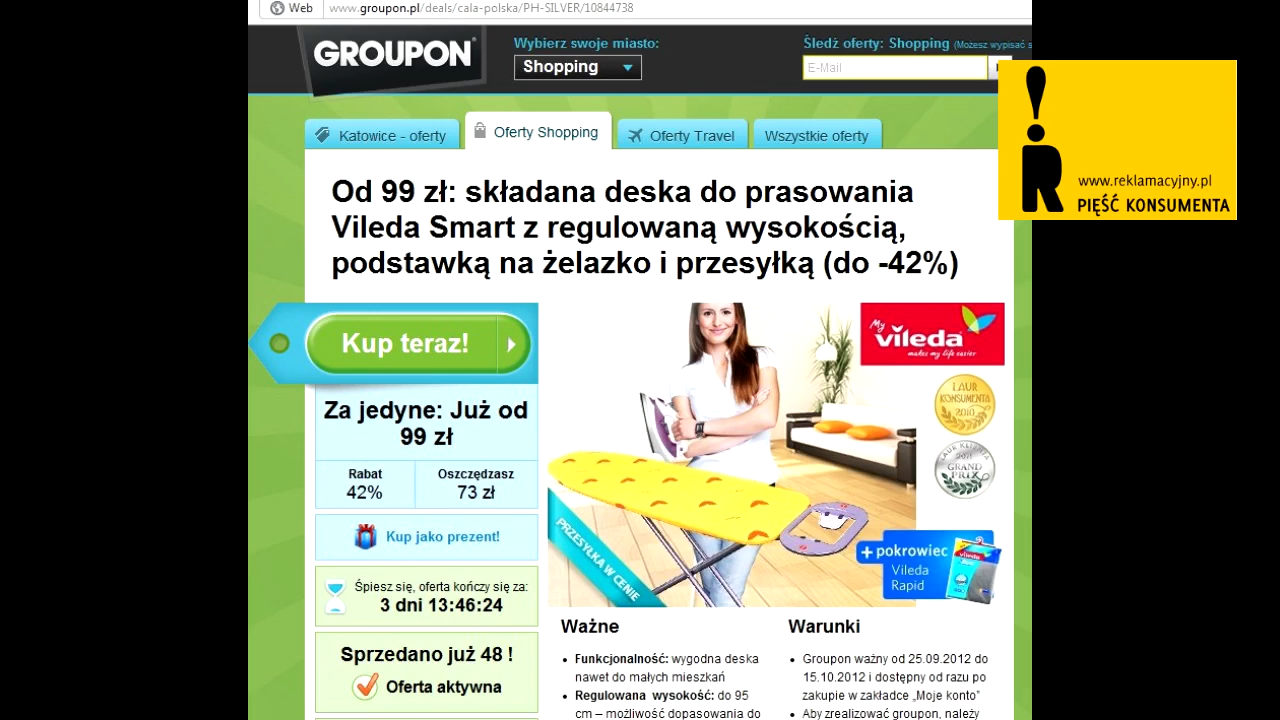 Web
www.groupon.pl/deals/cala-polska/PH-SILVER/10844738
GROUPON
Wybierz swoje miasto:
Shopping
Śledź oferty: Shopping (Możesz wypisać s
E-Mail
www.reklamacyjny.pl
PIĘŚĆ KONSUMENTA
Katowice - oferty
Oferty Shopping
Oferty Travel
Wszystkie oferty
Od 99 zł: składana deska do prasowania
Vileda Smart z regulowaną wysokością,
podstawką na żelazko i przesyłką (do -42%)
Kup teraz!
Za jedyne: Już od
99 zł
Rabat
42%
Oszczędzasz
73 zł
Kup jako prezent!
Śpiesz się, oferta kończy się za:
3 dni 13:46:24
Sprzedano już 48 !
Oferta aktywna
My
vileda
makes my life easier
LAUR
KONSUMENTA
2010
LAUR KLIENTA
2011
GRAND
PRIX
PRZESYŁKA W CENIE
+ pokrowiec
Vileda
Rapid
Ważne
• Funkcjonalność: wygodna deska
nawet do małych mieszkań
• Regulowana wysokość: do 95
cm – możliwość dopasowania do
Warunki
• Groupon ważny od 25.09.2012 do
15.10.2012 i dostępny od razu po
zakupie w zakładce „Moje konto”
• Aby zrealizować groupon, należy